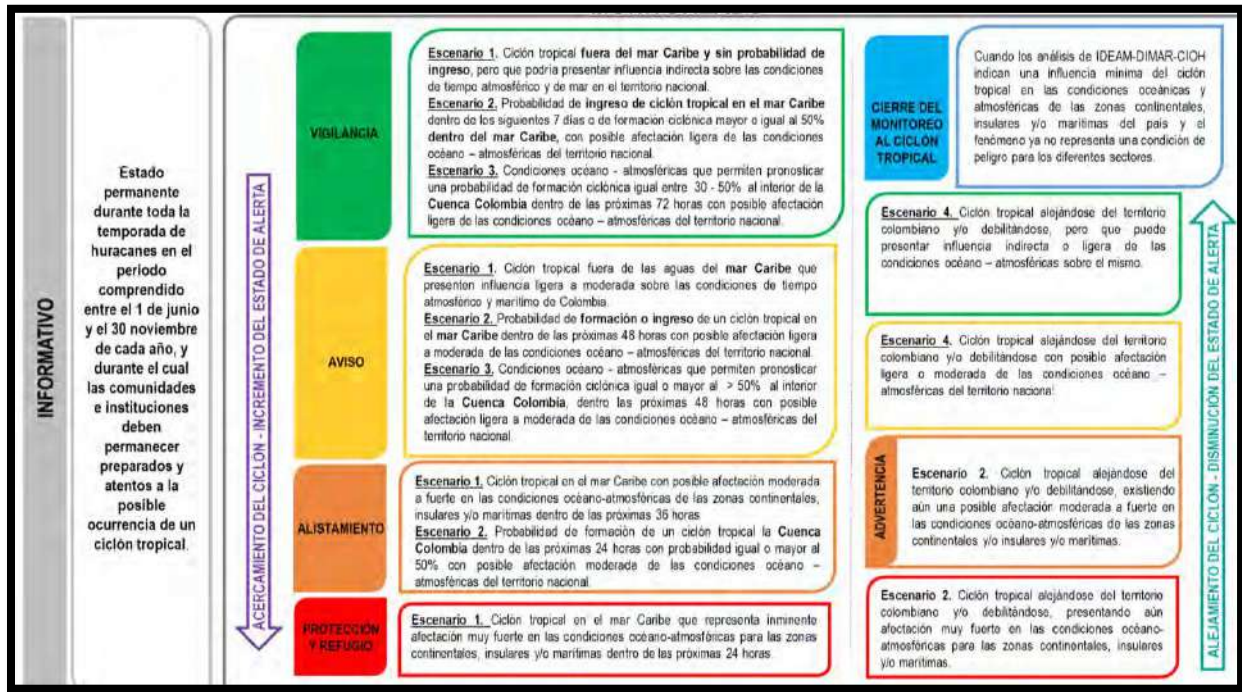 INFORMATIVO
Estado
permanente
durante toda la
temporada de
huracanes en el
periodo
comprendido
entre el 1 de junio
y el 30 noviembre
de cada año, y
durante el cual
las comunidades
e instituciones
deben
permanecer
preparados y
atentos a la
posible
ocurrencia de un
ciclón tropical.
ACERCAMIENTO DEL CICLON - INCREMENTO DEL ESTADO DE ALERTA
VIGILANCIA
Escenario 1. Ciclón tropical fuera del mar Caribe y sin probabilidad de
ingreso, pero que podría presentar influencia indirecta sobre las condiciones
de tiempo atmosférico y de mar en el territorio nacional.
Escenario 2. Probabilidad de ingreso de ciclón tropical en el mar Caribe
dentro de los siguientes 7 días o de formación ciclónica mayor o igual al 50%
dentro del mar Caribe, con posible afectación ligera de las condiciones
océano – atmosféricas del territorio nacional.
Escenario 3. Condiciones océano - atmosféricas que permiten pronosticar
una probabilidad de formación ciclónica igual entre 30 - 50% al interior de la
Cuenca Colombia dentro de las próximas 72 horas con posible afectación
ligera de las condiciones océano – atmosféricas del territorio nacional.
AVISO
Escenario 1. Ciclón tropical fuera de las aguas del mar Caribe que
presenten influencia ligera a moderada sobre las condiciones de tiempo
atmosférico y marítimo de Colombia.
Escenario 2. Probabilidad de formación o ingreso de un ciclón tropical en
el mar Caribe dentro de las próximas 48 horas con posible afectación ligera
a moderada de las condiciones océano – atmosféricas del territorio nacional.
Escenario 3. Condiciones océano - atmosféricas que permiten pronosticar
una probabilidad de formación ciclónica igual o mayor al > 50% al interior
de la Cuenca Colombia, dentro las próximas 48 horas con posible
afectación ligera a moderada de las condiciones océano – atmosféricas del
territorio nacional.
ALISTAMIENTO
Escenario 1. Ciclón tropical en el mar Caribe con posible afectación moderada
a fuerte en las condiciones océano-atmosféricas de las zonas continentales,
insulares y/o marítimas dentro de las próximas 36 horas
Escenario 2. Probabilidad de formación de un ciclón tropical la Cuenca
Colombia dentro de las próximas 24 horas con probabilidad igual o mayor al
50% con posible afectación moderada de las condiciones océano –
atmosféricas del territorio nacional.
PROTECCIÓN
Y REFUGIO
Escenario 1. Ciclón tropical en el mar Caribe que representa inminente
afectación muy fuerte en las condiciones océano-atmosféricas para las zonas
continentales, insulares y/o marítimas dentro de las próximas 24 horas
CIERRE DEL
MONITOREO
AL CICLÓN
TROPICAL
Cuando los análisis de IDEAM-DIMAR-CIOH
indican una influencia mínima del ciclón
tropical en las condiciones oceánicas y
atmosféricas de las zonas continentales,
insulares y/o marítimas del país y el
fenómeno ya no representa una condición de
peligro para los diferentes sectores.
Escenario 4. Ciclón tropical alejándose del territorio
colombiano y/o debilitándose, pero que puede
presentar influencia indirecta o ligera de las
condiciones océano – atmosféricas sobre el mismo.
Escenario 4. Ciclón tropical alejándose del territorio
colombiano y/o debilitándose con posible afectación
ligera o moderada de las condiciones océano –
atmosféricas del territorio nacional
ADVERTENCIA
Escenario 2. Ciclón tropical alejándose del
territorio colombiano y/o debilitándose, existiendo
aún una posible afectación moderada a fuerte en
las condiciones océano-atmosféricas de las zonas
continentales y/o insulares y/o marítimas.
Escenario 2. Ciclón tropical alejándose del territorio
colombiano y/o debilitándose, presentando aún
afectación muy fuerte en las condiciones océano-
atmosféricas para las zonas continentales, insulares
y/o marítimas.
ALEJAMIENTO DEL CICLON - DISMINUCIÓN DEL ESTADO DE ALERTA